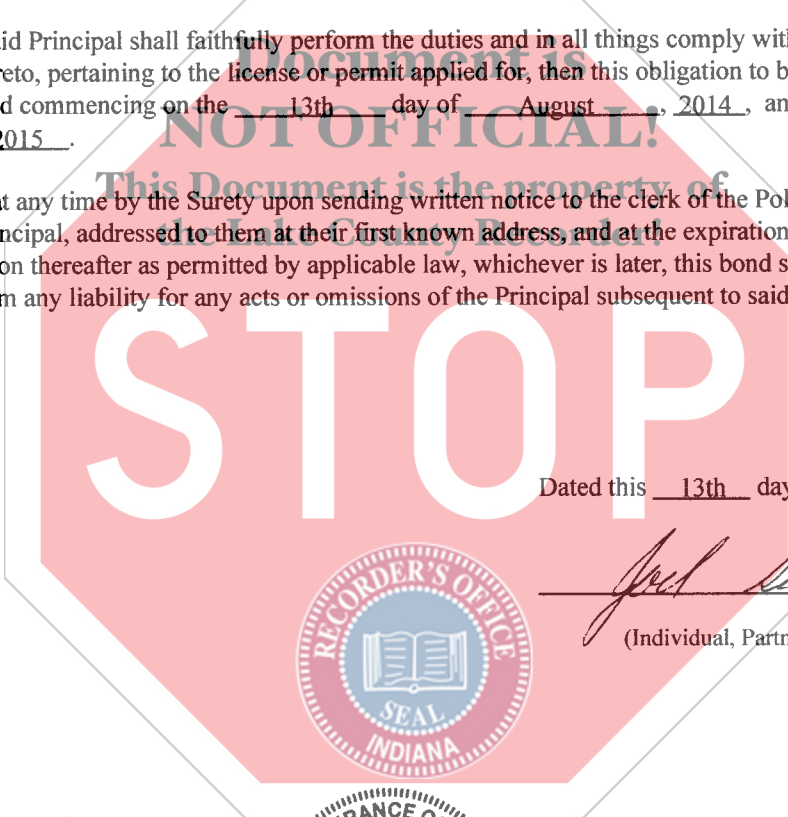 id Principal shall faithfully perform the duties and in all things comply wit
Document is
reto, pertaining to the license or permit applied for, then this obligation to b
d commencing on the 13th day of August, 2014, an
NOT OFFICIAL!
2015.
This Document is the property of
t any time by the Surety upon sending written notice to the clerk of the Pol
the Lake County Recorder!
ncipal, addressed to them at their first known address, and at the expiration
on thereafter as permitted by applicable law, whichever is later, this bond s
m any liability for any acts or omissions of the Principal subsequent to said
STOP
Dated this 13th day
Joel
(Individual, Partn
RECORDER'S OFFICE
SEAL
INDIANA
RANCE